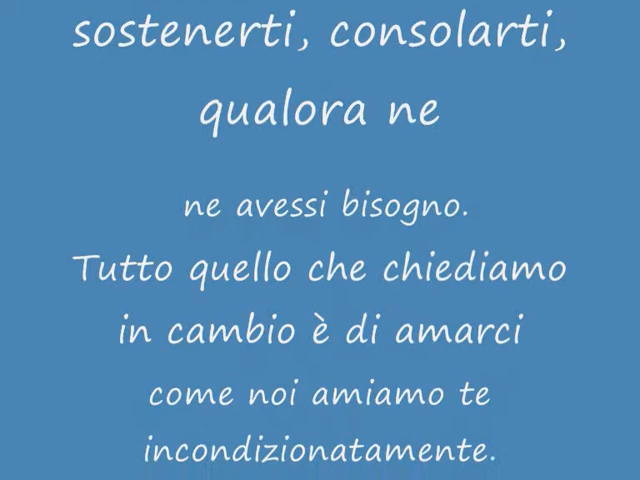 sostenerti, consolarti,
qualora ne
ne avessi bisogno.
Tutto quello che chiediamo
in cambio è di amarci
come noi amiamo te
incondizionatamente.